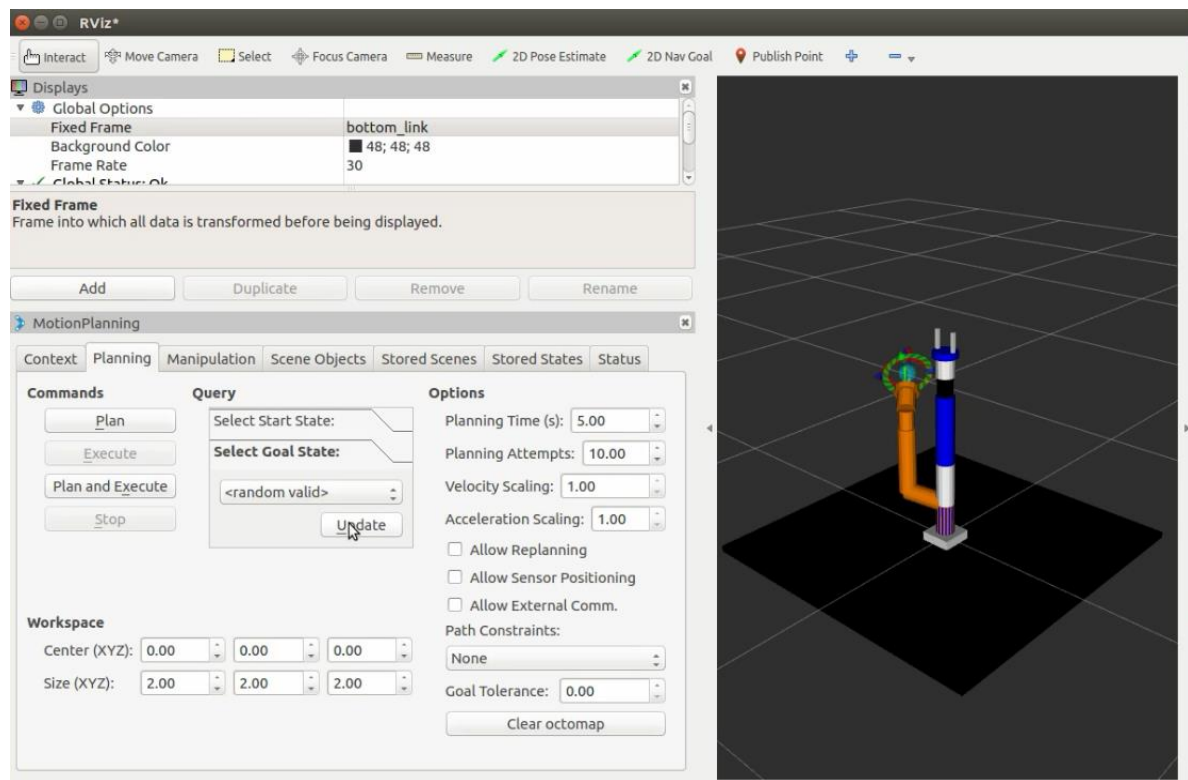 RViz*
Interact Move Camera Select Focus Camera Measure 2D Pose Estimate 2D Nav Goal Publish Point
Displays
Global Options
Fixed Frame bottom_link
Background Color 48; 48; 48
Frame Rate 30
Global Status: Ok
Fixed Frame
Frame into which all data is transformed before being displayed.
Add Duplicate Remove Rename
MotionPlanning
Context Planning Manipulation Scene Objects Stored Scenes Stored States Status
Commands Query Options
Plan Select Start State: Planning Time (s): 5.00
Execute Select Goal State: Planning Attempts: 10.00
Plan and Execute <random valid> Velocity Scaling: 1.00
Stop Update Acceleration Scaling: 1.00
Allow Replanning
Allow Sensor Positioning
Allow External Comm.
Workspace Path Constraints:
Center (XYZ): 0.00 0.00 0.00 None
Size (XYZ): 2.00 2.00 2.00 Goal Tolerance: 0.00
Clear octomap